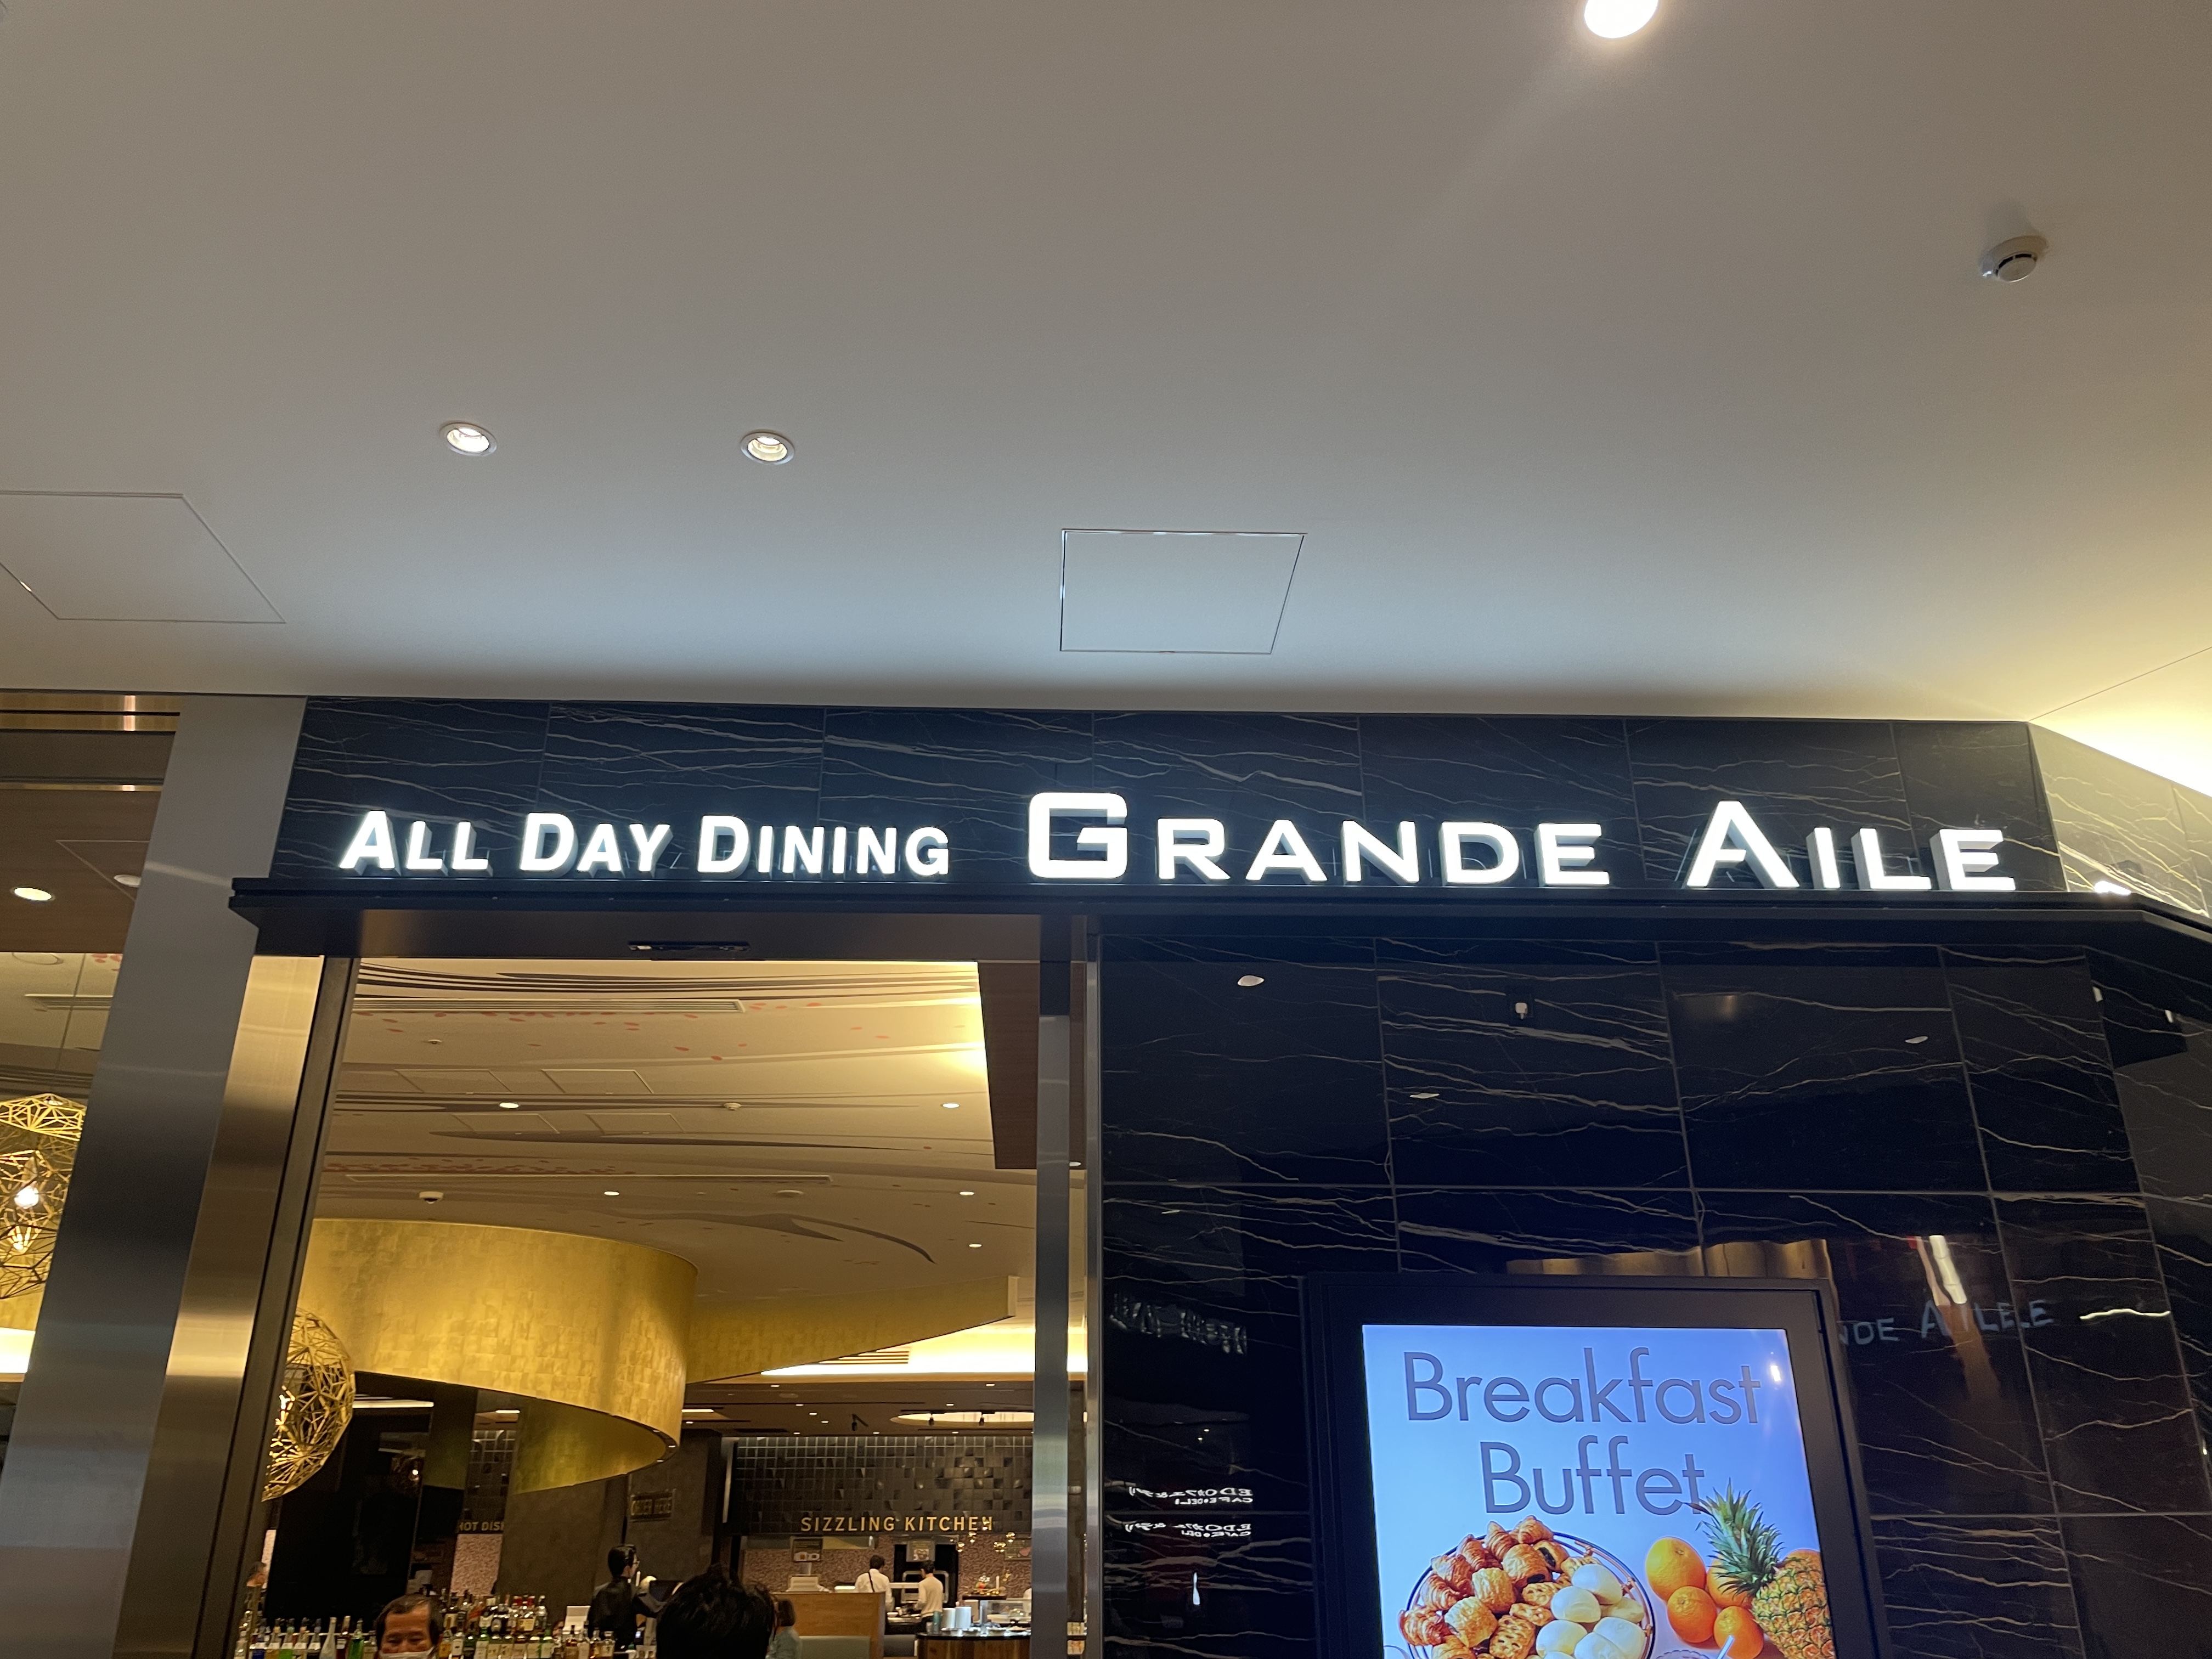 ALL DAY DINING GRANDE AILE
Breakfast
Buffet
SIZZLING KITCHEN